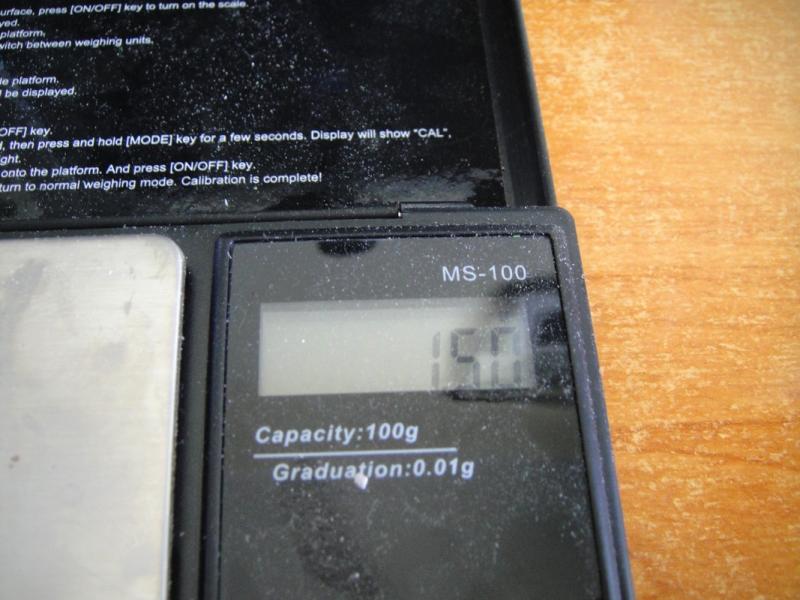 urface, press [ON/OFF] key to turn on the scale.
yed.
platform.
witch between weighing units.
le platform.
l be displayed.
OFF] key.
l, then press and hold [MODE] key for a few seconds. Display will show "CAL",
ght.
onto the platform. And press [ON/OFF] key.
turn to normal weighing mode. Calibration is complete!
MS-100
150
Capacity:100g
Graduation:0.01g